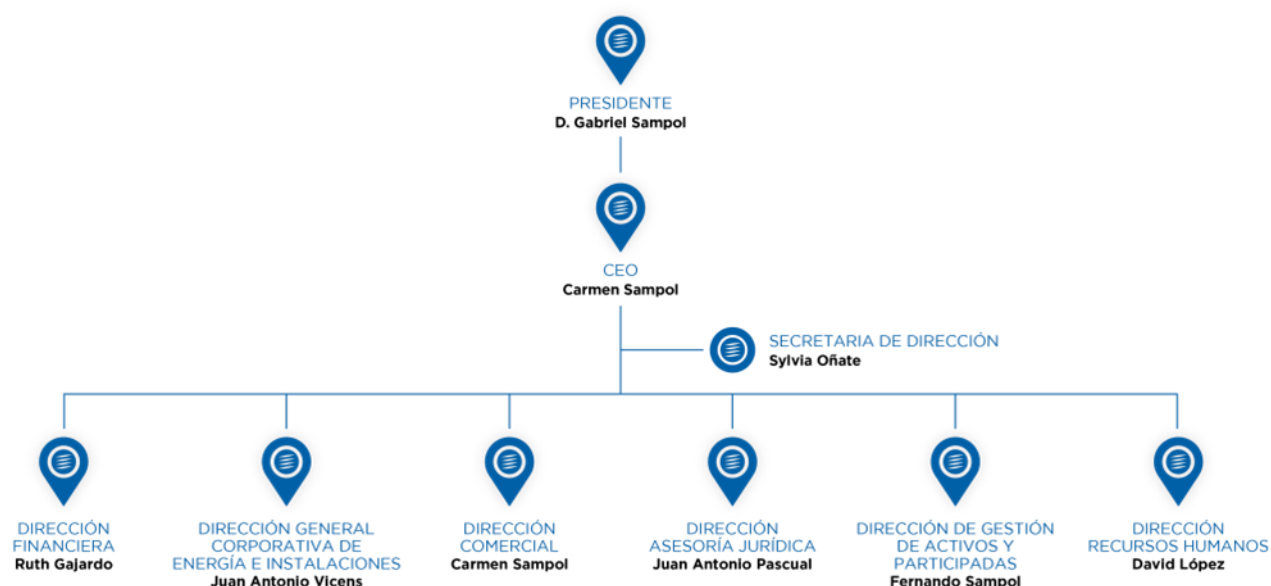 PRESIDENTE
D. Gabriel Sampol
CEO
Carmen Sampol
SECRETARIA DE DIRECCIÓN
Sylvia Oñate
DIRECCIÓN
FINANCIERA
Ruth Gajardo
DIRECCIÓN GENERAL
CORPORATIVA DE
ENERGÍA E INSTALACIONES
Juan Antonio Vicens
DIRECCIÓN
COMERCIAL
Carmen Sampol
DIRECCIÓN
ASESORÍA JURÍDICA
Juan Antonio Pascual
DIRECCIÓN DE GESTIÓN
DE ACTIVOS Y
PARTICIPADAS
Fernando Sampol
DIRECCIÓN
RECURSOS HUMANOS
David López